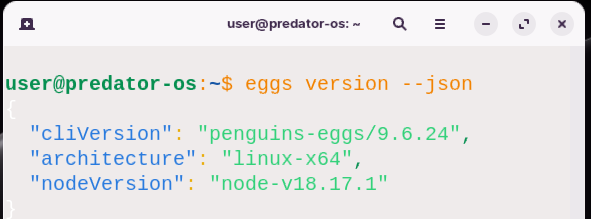 user@predator-os: ~
user@predator-os:~$ eggs version --json
{
  "cliVersion": "penguins-eggs/9.6.24",
  "architecture": "linux-x64",
  "nodeVersion": "node-v18.17.1"
}